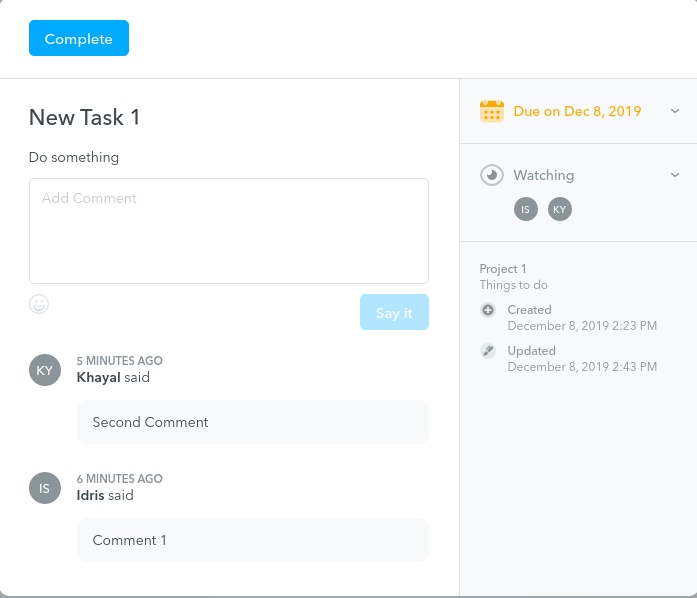 Complete
New Task 1
Do something
Add Comment
Say it
KY
5 MINUTES AGO
Khayal said
Second Comment
IS
6 MINUTES AGO
Idris said
Comment 1
Due on Dec 8, 2019
Watching
IS KY
Project 1
Things to do
Created
December 8, 2019 2:23 PM
Updated
December 8, 2019 2:43 PM